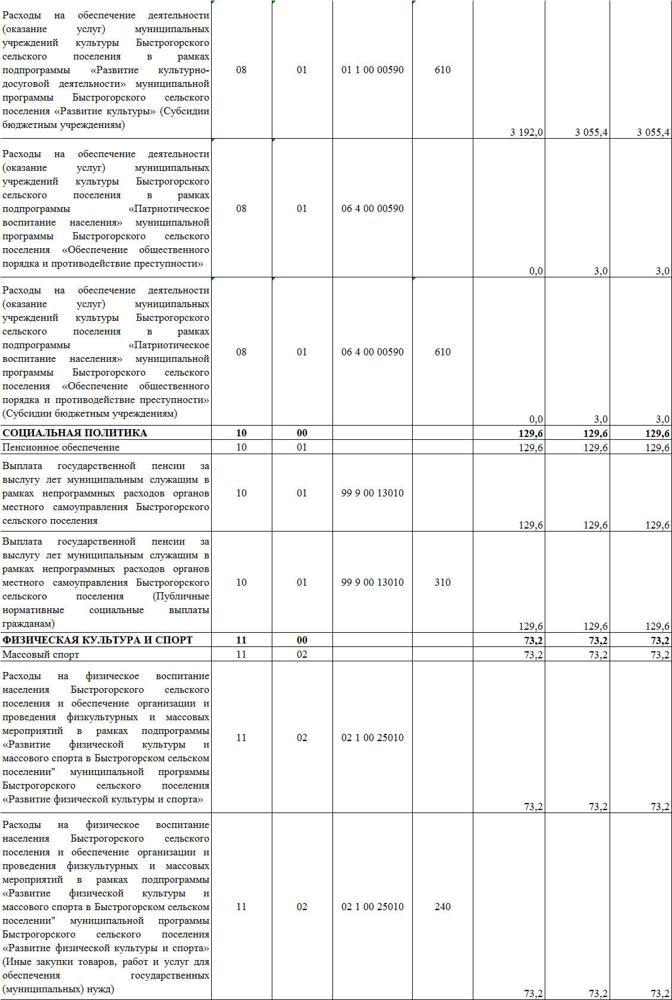 Расходы на обеспечение деятельности
(оказание услуг) муниципальных
учреждений культуры Быстрогорского
сельского поселения в рамках
подпрограммы «Развитие культурно-
досуговой деятельности» муниципальной
программы Быстрогорского сельского
поселения «Развитие культуры» (Субсидии
бюджетным учреждениям)
08 01 01 1 00 00590 610
3 192,0 3 055,4 3 055,4
Расходы на обеспечение деятельности
(оказание услуг) муниципальных
учреждений культуры Быстрогорского
сельского поселения в рамках
подпрограммы «Патриотическое
воспитание населения» муниципальной
программы Быстрогорского сельского
поселения «Обеспечение общественного
порядка и противодействие преступности»
08 01 06 4 00 00590
0,0 3,0 3,0
Расходы на обеспечение деятельности
(оказание услуг) муниципальных
учреждений культуры Быстрогорского
сельского поселения в рамках
подпрограммы «Патриотическое
воспитание населения» муниципальной
программы Быстрогорского сельского
поселения «Обеспечение общественного
порядка и противодействие преступности»
(Субсидии бюджетным учреждениям)
08 01 06 4 00 00590 610
0,0 3,0 3,0
СОЦИАЛЬНАЯ ПОЛИТИКА 10 00 129,6 129,6 129,6
Пенсионное обеспечение 10 01 129,6 129,6 129,6
Выплата государственной пенсии за
выслугу лет муниципальным служащим в
рамках непрограммных расходов органов
местного самоуправления Быстрогорского
сельского поселения
10 01 99 9 00 13010
129,6 129,6 129,6
Выплата государственной пенсии за
выслугу лет муниципальным служащим в
рамках непрограммных расходов органов
местного самоуправления Быстрогорского
сельского поселения (Публичные
нормативные социальные выплаты
гражданам)
10 01 99 9 00 13010 310
129,6 129,6 129,6
ФИЗИЧЕСКАЯ КУЛЬТУРА И СПОРТ 11 00 73,2 73,2 73,2
Массовый спорт 11 02 73,2 73,2 73,2
Расходы на физическое воспитание
населения Быстрогорского сельского
поселения и обеспечение организации и
проведения физкультурных и массовых
мероприятий в рамках подпрограммы
«Развитие физической культуры и
массового спорта в Быстрогорском сельском
поселении" муниципальной программы
Быстрогорского сельского поселения
«Развитие физической культуры и спорта»
11 02 02 1 00 25010
73,2 73,2 73,2
Расходы на физическое воспитание
населения Быстрогорского сельского
поселения и обеспечение организации и
проведения физкультурных и массовых
мероприятий в рамках подпрограммы
«Развитие физической культуры и
массового спорта в Быстрогорском сельском
поселении" муниципальной программы
Быстрогорского сельского поселения
«Развитие физической культуры и спорта»
(Иные закупки товаров, работ и услуг для
обеспечения государственных
(муниципальных) нужд)
11 02 02 1 00 25010 240
73,2 73,2 73,2